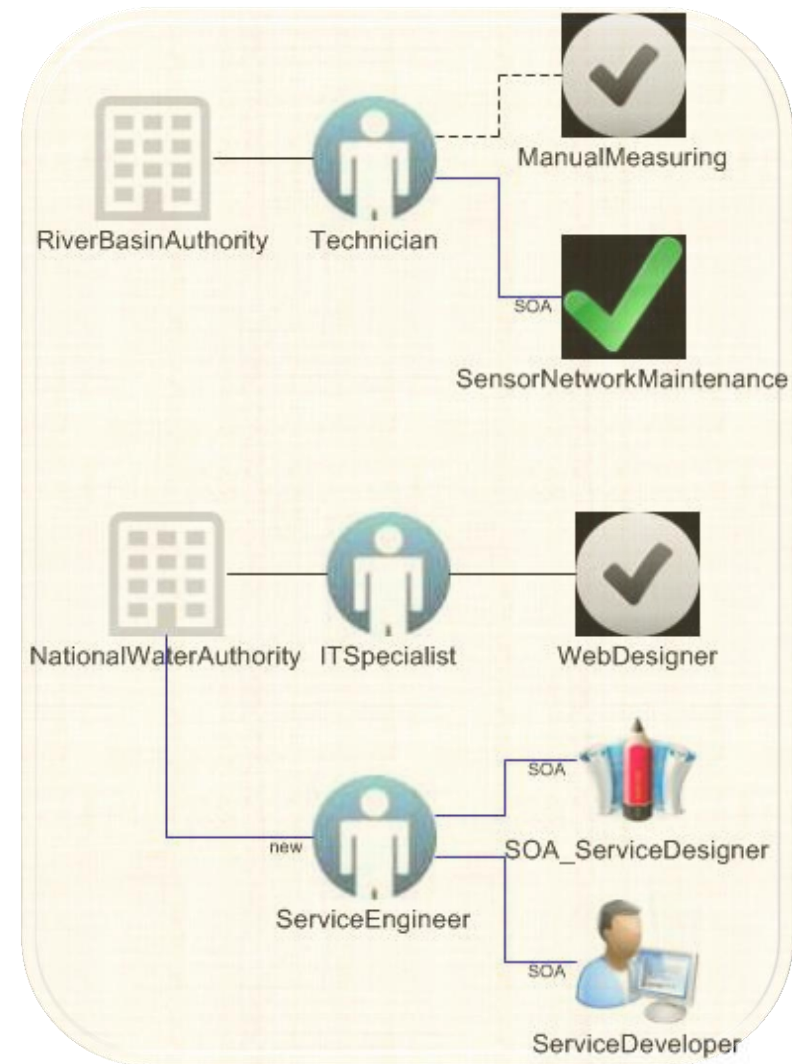 ManualMeasuring
RiverBasinAuthority
Technician
SOA
SensorNetworkMaintenance
NationalWaterAuthority
ITSpecialist
WebDesigner
SOA
new
SOA_ServiceDesigner
ServiceEngineer
SOA
ServiceDeveloper